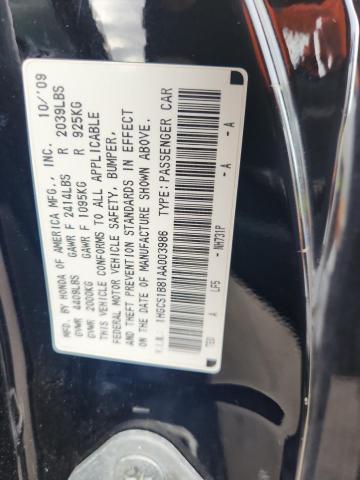 MFD. BY HONDA OF AMERICA MFG., INC. 10/'09
GVWR 4409LBS GAWR F 2414LBS R 2039LBS
GVWR 2000KG GAWR F 1095KG R 925KG
THIS VEHICLE CONFORMS TO ALL APPLICABLE
FEDERAL MOTOR VEHICLE SAFETY, BUMPER,
AND THEFT PREVENTION STANDARDS IN EFFECT
ON THE DATE OF MANUFACTURE SHOWN ABOVE.
V.I.N. 1HGCS1B81AA003986 TYPE:PASSENGER CAR
A LF5 - NH731P - A - A